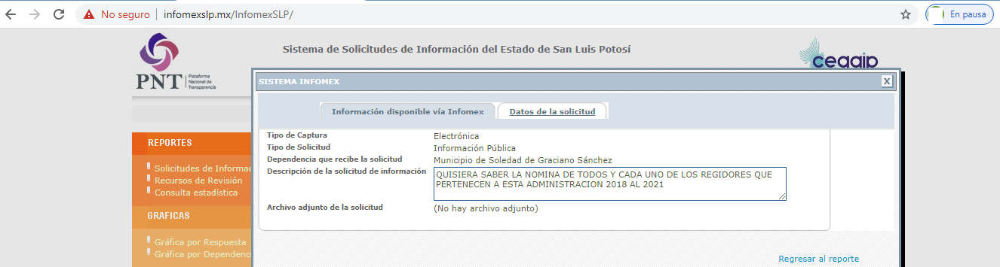 No seguro infomexslp.mx/InfomexSLP/ En pausa
PNT Plataforma Nacional de Transparencia
Sistema de Solicitudes de Información del Estado de San Luis Potosí
cegaip
SISTEMA INFOMEX X
Información disponible vía Infomex Datos de la solicitud
REPORTES
Solicitudes de Informac
Recursos de Revisión
Consulta estadística
GRAFICAS
Gráfica por Respuesta
Gráfica por Dependenci
Tipo de Captura Electrónica
Tipo de Solicitud Información Pública
Dependencia que recibe la solicitud Municipio de Soledad de Graciano Sánchez
Descripción de la solicitud de información QUISIERA SABER LA NOMINA DE TODOS Y CADA UNO DE LOS REGIDORES QUE
PERTENECEN A ESTA ADMINISTRACION 2018 AL 2021
Archivo adjunto de la solicitud (No hay archivo adjunto)
Regresar al reporte